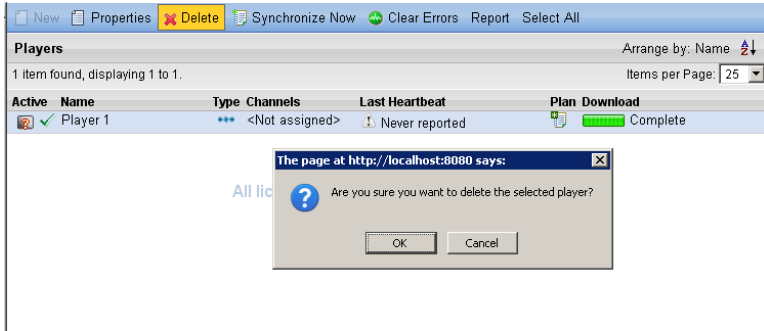 New Properties Delete Synchronize Now Clear Errors Report Select All
Players Arrange by: Name
1 item found, displaying 1 to 1. Items per Page: 25
Active Name Type Channels Last Heartbeat Plan Download
Player 1 <Not assigned> Never reported Complete
The page at http://localhost:8080 says:
All lic
Are you sure you want to delete the selected player?
OK Cancel